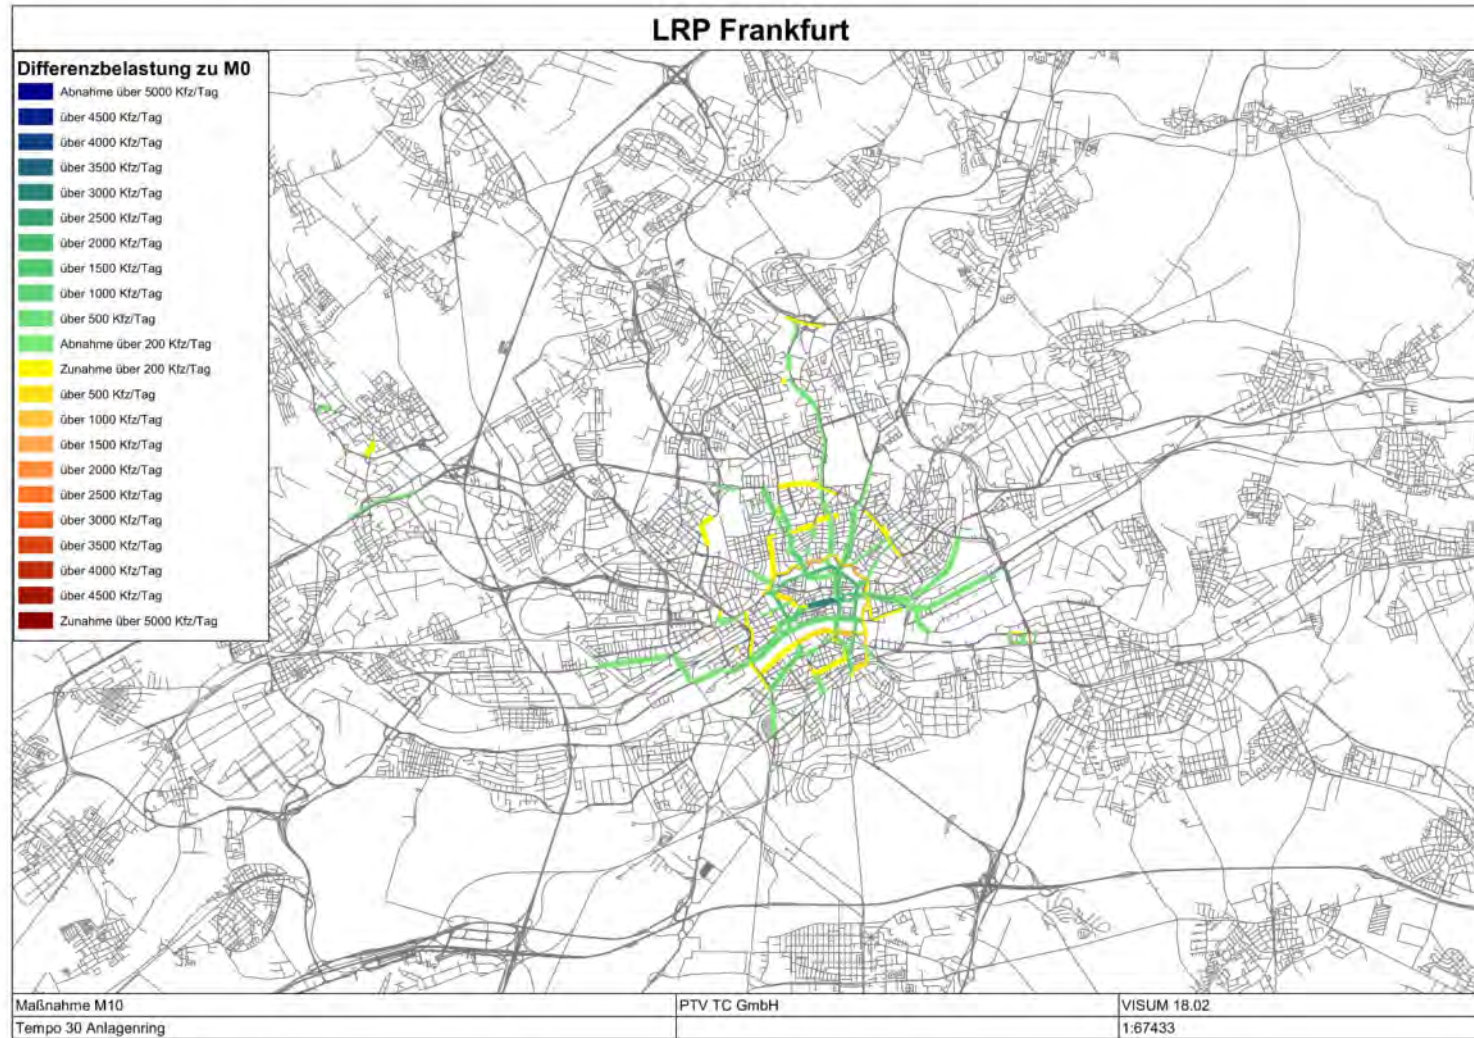 LRP Frankfurt
Differenzbelastung zu M0
Abnahme über 5000 Kfz/Tag
über 4500 Kfz/Tag
über 4000 Kfz/Tag
über 3500 Kfz/Tag
über 3000 Kfz/Tag
über 2500 Kfz/Tag
über 2000 Kfz/Tag
über 1500 Kfz/Tag
über 1000 Kfz/Tag
über 500 Kfz/Tag
Abnahme über 200 Kfz/Tag
Zunahme über 200 Kfz/Tag
über 500 Kfz/Tag
über 1000 Kfz/Tag
über 1500 Kfz/Tag
über 2000 Kfz/Tag
über 2500 Kfz/Tag
über 3000 Kfz/Tag
über 3500 Kfz/Tag
über 4000 Kfz/Tag
über 4500 Kfz/Tag
Zunahme über 5000 Kfz/Tag
Maßnahme M10 PTV TC GmbH VISUM 18.02
Tempo 30 Anlagenring 1:67433